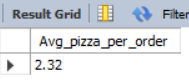 Result Grid Filter
Avg_pizza_per_order
2.32